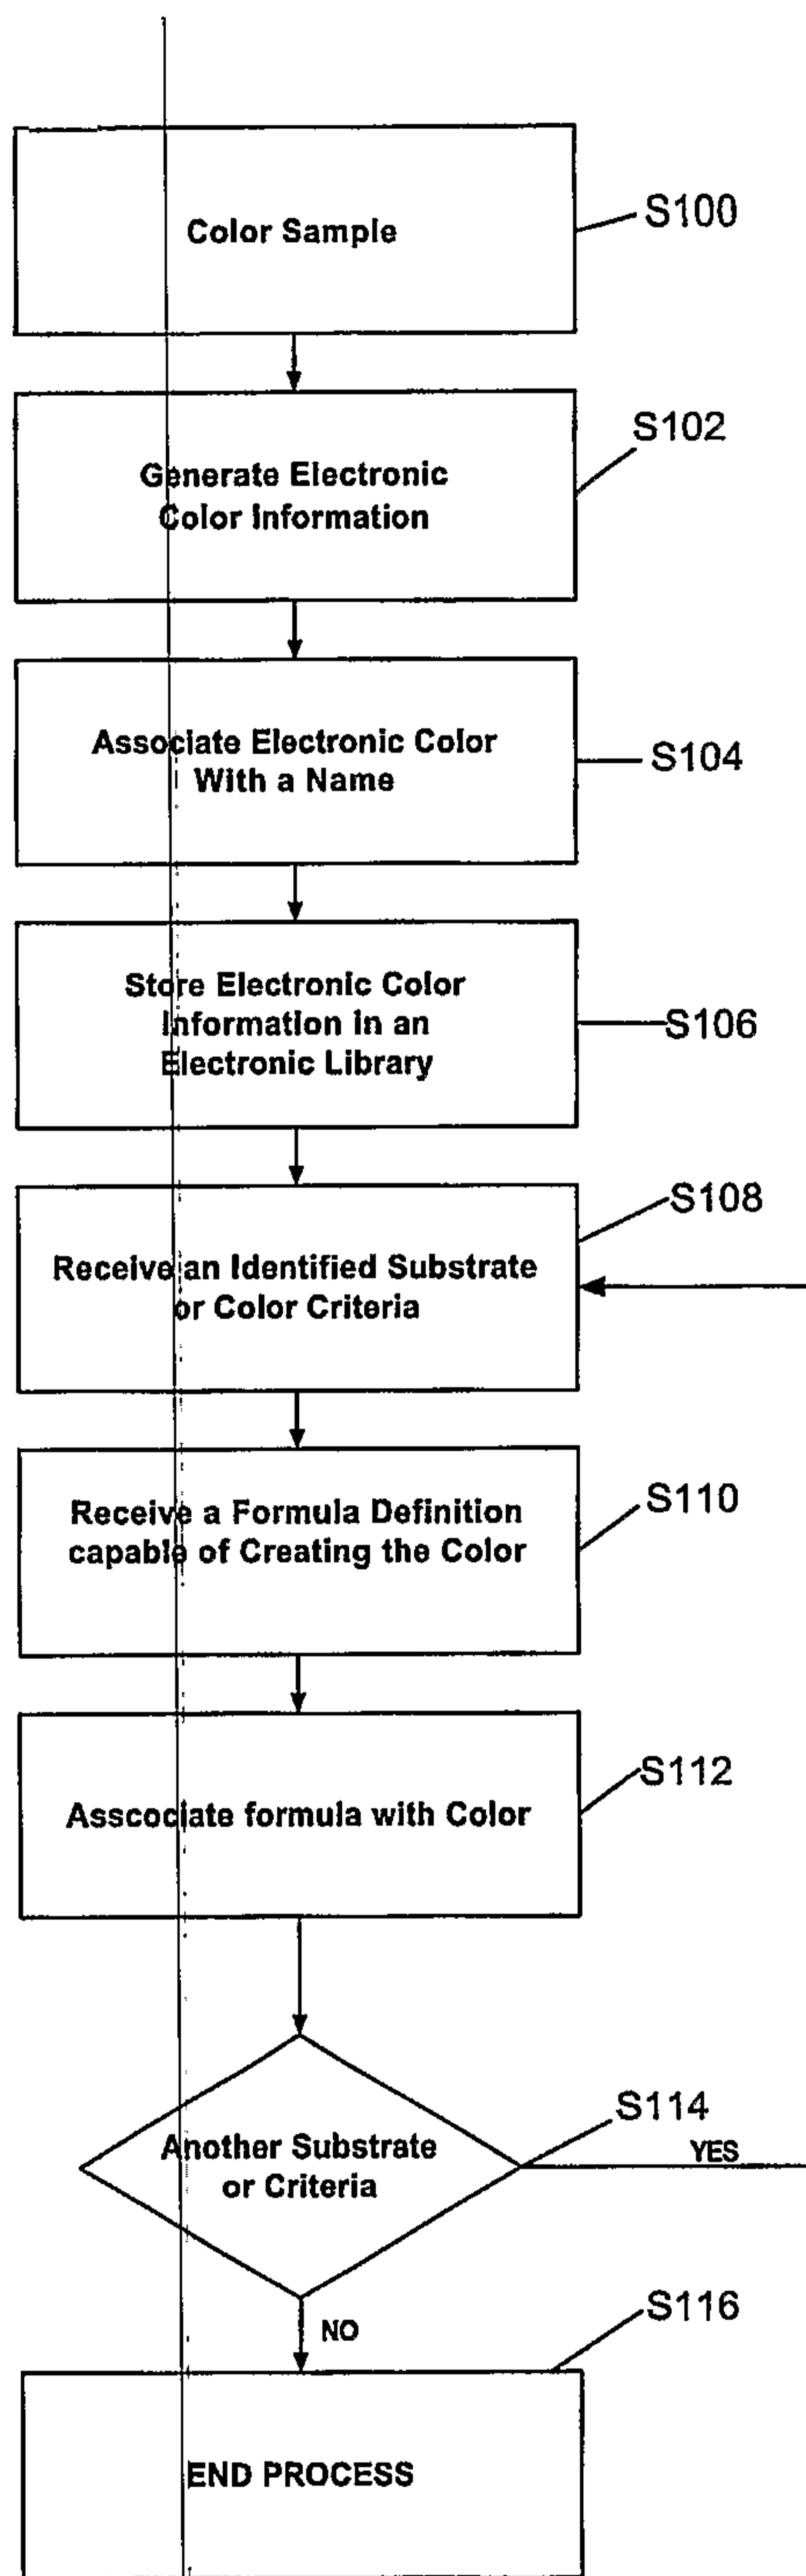 Color Sample
S100
Generate Electronic
Color Information
S102
Associate Electronic Color
With a Name
S104
Store Electronic Color
Information in an
Electronic Library
S106
Receive an Identified Substrate
or Color Criteria
S108
Receive a Formula Definition
capable of Creating the Color
S110
Asscociate formula with Color
S112
Another Substrate
or Criteria
S114
YES
NO
S116
END PROCESS